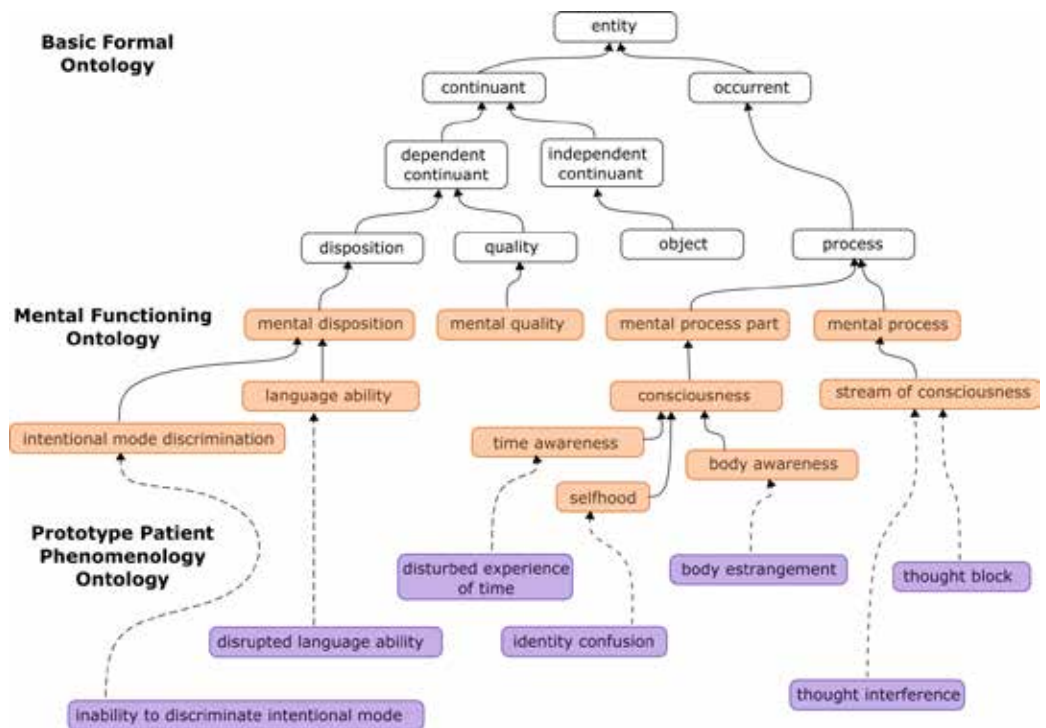 entity
Basic Formal
Ontology
continuant
occurrent
dependent
continuant
independent
continuant
disposition
quality
object
process
Mental Functioning
Ontology
mental disposition
mental quality
mental process part
mental process
language ability
consciousness
stream of consciousness
intentional mode discrimination
time awareness
body awareness
selfhood
Prototype Patient
Phenomenology
Ontology
disturbed experience
of time
body estrangement
thought block
disrupted language ability
identity confusion
thought interference
inability to discriminate intentional mode